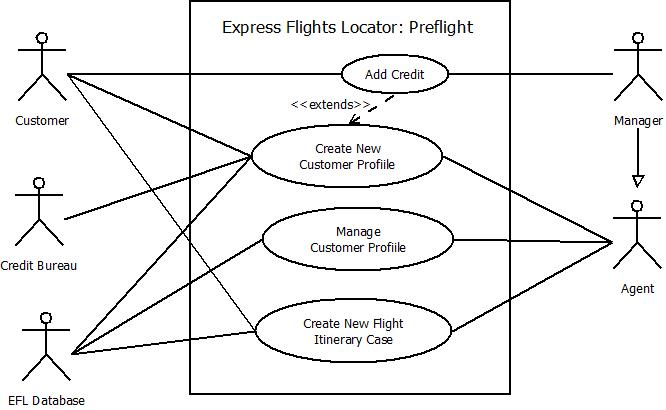 Express Flights Locator: Preflight
Add Credit
<<extends>>
Customer
Manager
Create New
Customer Profiile
Credit Bureau
Manage
Customer Profiile
Agent
Create New Flight
Itinerary Case
EFL Database